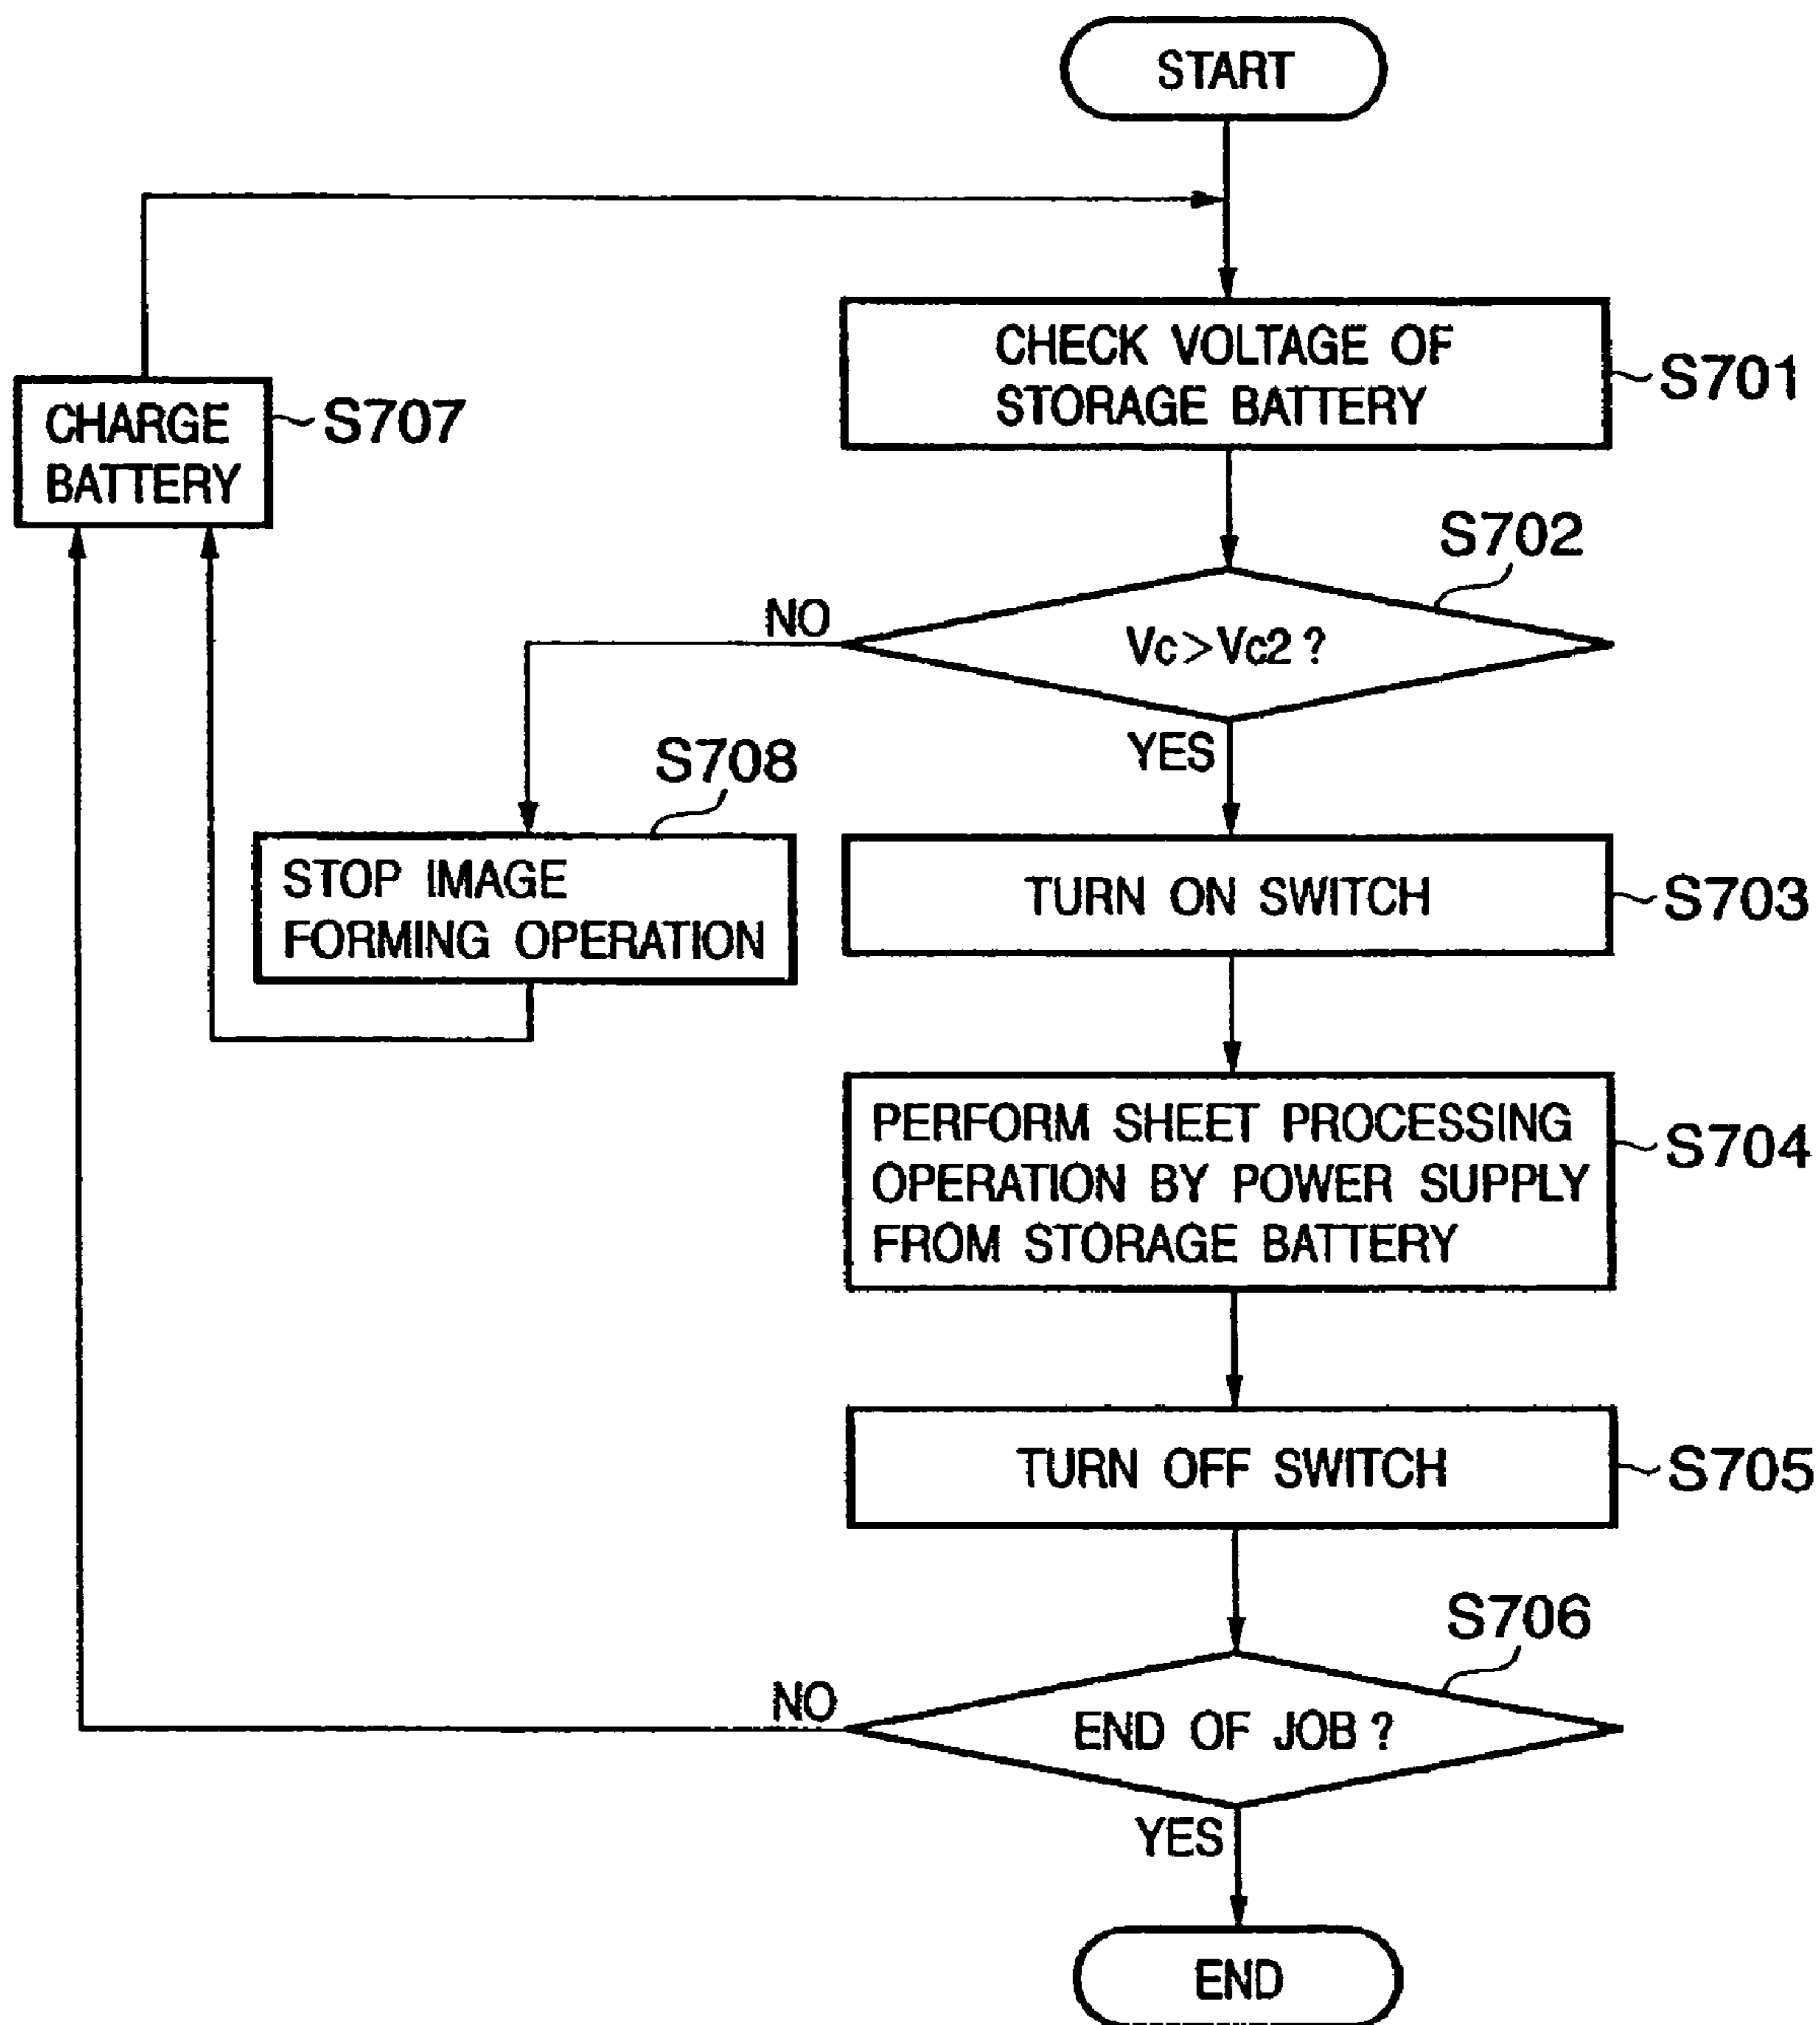 START
CHECK VOLTAGE OF
STORAGE BATTERY
S701
CHARGE
BATTERY
S707
S702
NO
Vc>Vc2?
YES
S708
STOP IMAGE
FORMING OPERATION
TURN ON SWITCH
S703
PERFORM SHEET PROCESSING
OPERATION BY POWER SUPPLY
FROM STORAGE BATTERY
S704
TURN OFF SWITCH
S705
S706
NO
END OF JOB?
YES
END